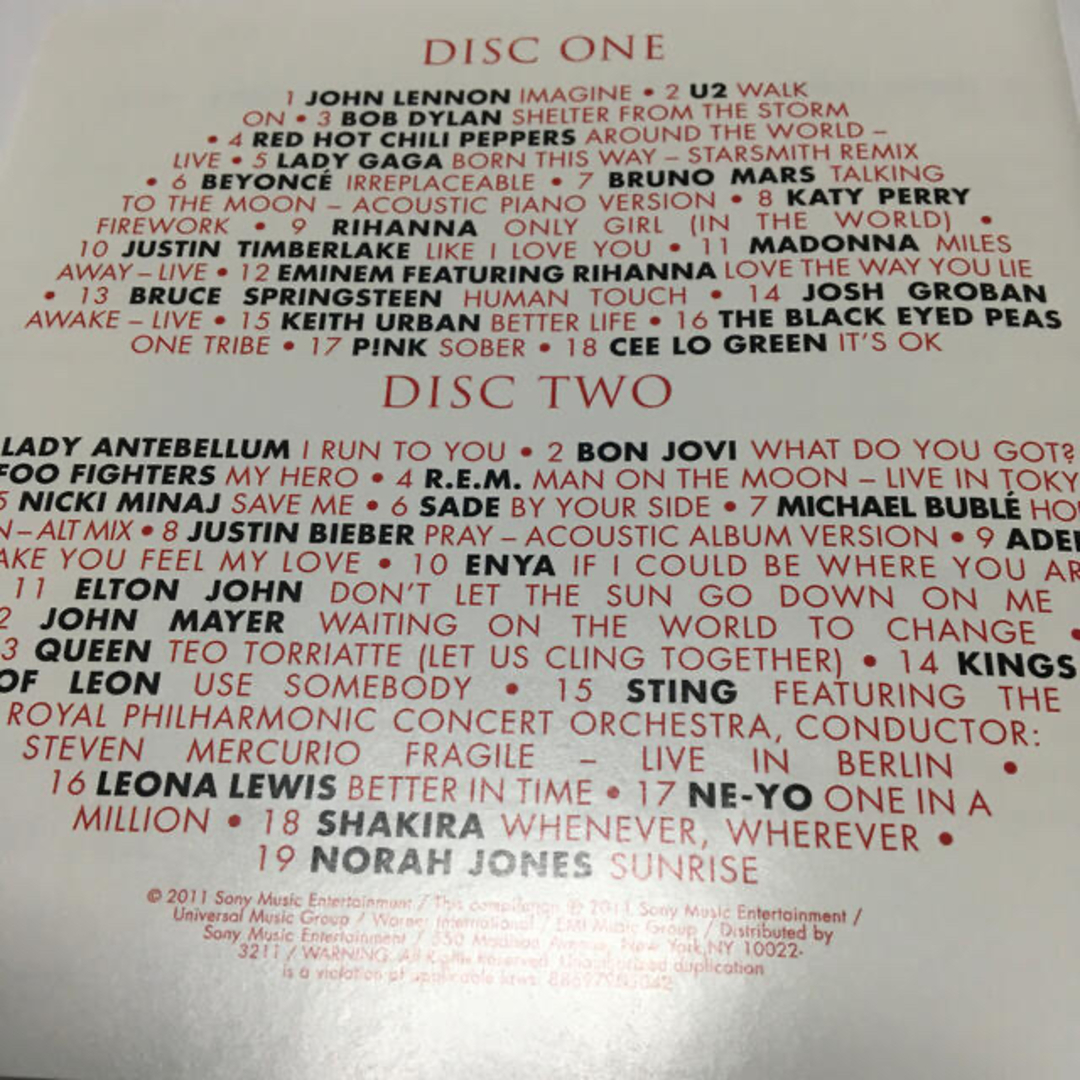 DISC ONE
1 JOHN LENNON IMAGINE • 2 U2 WALK
ON • 3 BOB DYLAN SHELTER FROM THE STORM
• 4 RED HOT CHILI PEPPERS AROUND THE WORLD –
LIVE • 5 LADY GAGA BORN THIS WAY – STARSMITH REMIX
• 6 BEYONCÉ IRREPLACEABLE • 7 BRUNO MARS TALKING
TO THE MOON – ACOUSTIC PIANO VERSION • 8 KATY PERRY
FIREWORK • 9 RIHANNA ONLY GIRL (IN THE WORLD) •
10 JUSTIN TIMBERLAKE LIKE I LOVE YOU • 11 MADONNA MILES
AWAY – LIVE • 12 EMINEM FEATURING RIHANNA LOVE THE WAY YOU LIE
• 13 BRUCE SPRINGSTEEN HUMAN TOUCH • 14 JOSH GROBAN
AWAKE – LIVE • 15 KEITH URBAN BETTER LIFE • 16 THE BLACK EYED PEAS
ONE TRIBE • 17 P!NK SOBER • 18 CEE LO GREEN IT'S OK
DISC TWO
LADY ANTEBELLUM I RUN TO YOU • 2 BON JOVI WHAT DO YOU GOT?
FOO FIGHTERS MY HERO • 4 R.E.M. MAN ON THE MOON – LIVE IN TOKY
5 NICKI MINAJ SAVE ME • 6 SADE BY YOUR SIDE • 7 MICHAEL BUBLÉ HO
N – ALT MIX • 8 JUSTIN BIEBER PRAY – ACOUSTIC ALBUM VERSION • 9 ADE
AKE YOU FEEL MY LOVE • 10 ENYA IF I COULD BE WHERE YOU AR
11 ELTON JOHN DON'T LET THE SUN GO DOWN ON ME
2 JOHN MAYER WAITING ON THE WORLD TO CHANGE •
3 QUEEN TEO TORRIATTE (LET US CLING TOGETHER) • 14 KINGS
OF LEON USE SOMEBODY • 15 STING FEATURING THE
ROYAL PHILHARMONIC CONCERT ORCHESTRA, CONDUCTOR:
STEVEN MERCURIO FRAGILE – LIVE IN BERLIN •
16 LEONA LEWIS BETTER IN TIME • 17 NE-YO ONE IN A
MILLION • 18 SHAKIRA WHENEVER, WHEREVER •
19 NORAH JONES SUNRISE
© 2011 Sony Music Entertainment / This compilation ℗ 2011 Sony Music Entertainment /
Universal Music Group / Warner International / EMI Music Group / Distributed by
Sony Music Entertainment / 550 Madison Avenue, New York, NY 10022-
3211 / WARNING: All Rights Reserved. Unauthorized duplication
is a violation of applicable laws.